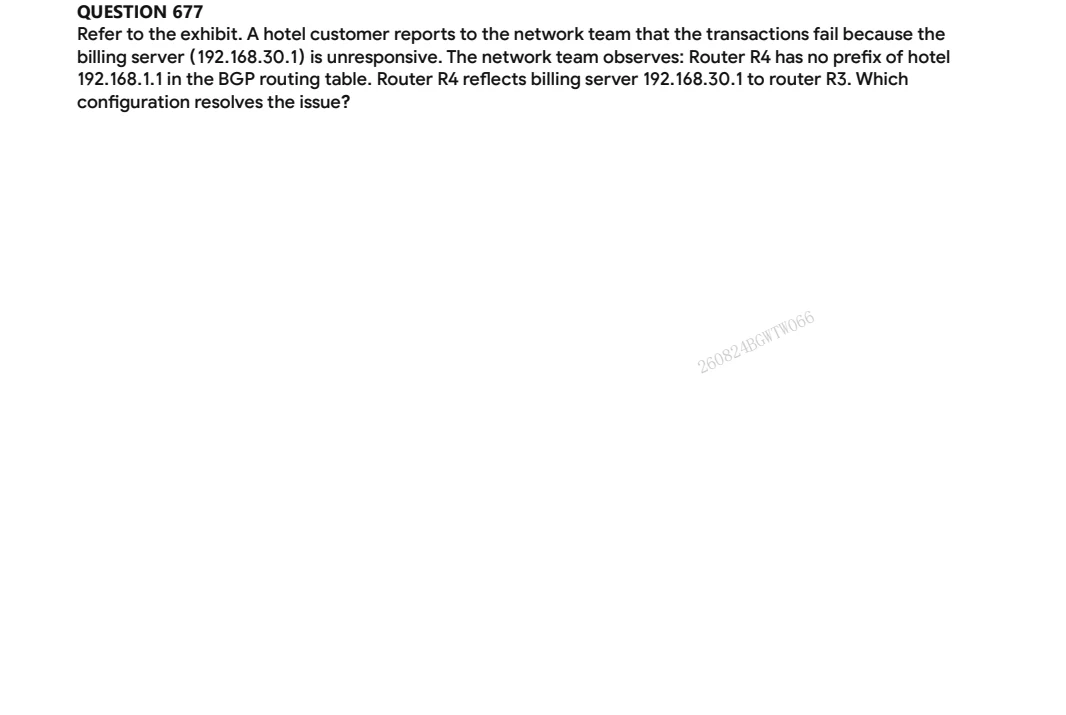 QUESTION 677
Refer to the exhibit. A hotel customer reports to the network team that the transactions fail because the
billing server (192.168.30.1) is unresponsive. The network team observes: Router R4 has no prefix of hotel
192.168.1.1 in the BGP routing table. Router R4 reflects billing server 192.168.30.1 to router R3. Which
configuration resolves the issue?
260824BGWTW066